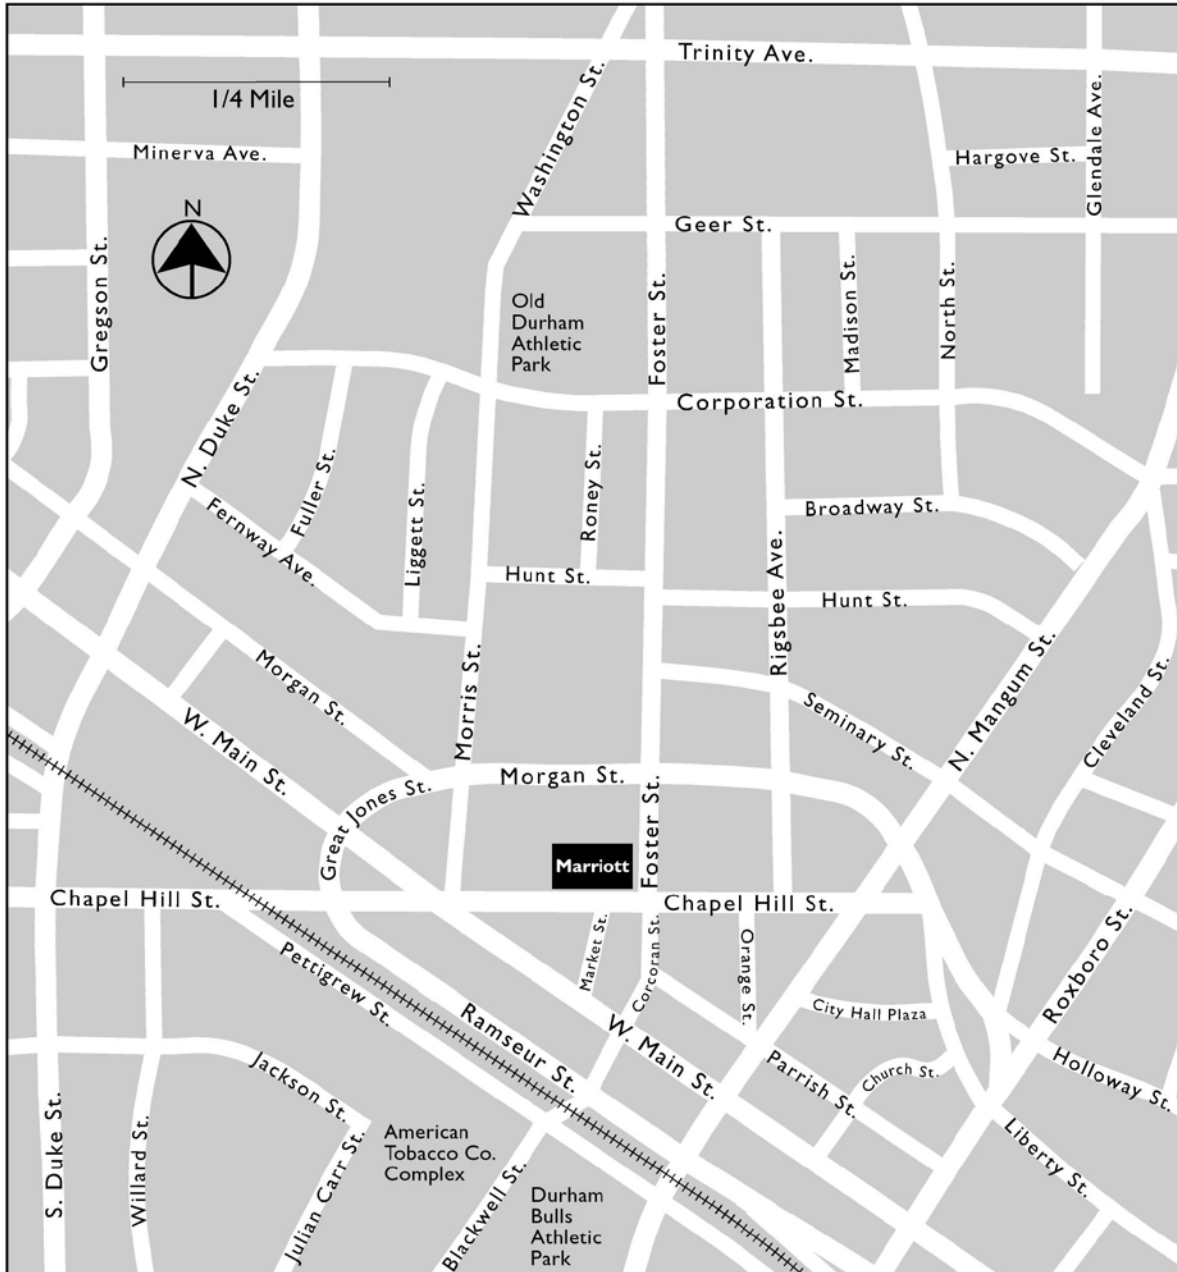 Trinity Ave.
1/4 Mile
Washington St.
Glendale Ave.
Minerva Ave.
Hargove St.
N
Geer St.
Gregson St.
Old
Durham
Athletic
Park
Foster St.
Madison St.
North St.
N. Duke St.
Corporation St.
Fuller St.
Liggett St.
Roney St.
Fernway Ave.
Broadway St.
Hunt St.
Rigsbee Ave.
Hunt St.
Morgan St.
Morris St.
N. Mangum St.
Cleveland St.
Seminary St.
W. Main St.
Morgan St.
Great Jones St.
Foster St.
Marriott
Chapel Hill St.
Chapel Hill St.
Market St.
Corcoran St.
Orange St.
Roxboro St.
Pettigrew St.
Ramseur St.
City Hall Plaza
W. Main St.
Parrish St.
Church St.
Holloway St.
Jackson St.
S. Duke St.
Willard St.
Julian Carr St.
American
Tobacco Co.
Complex
Blackwell St.
Durham
Bulls
Athletic
Park
Liberty St.